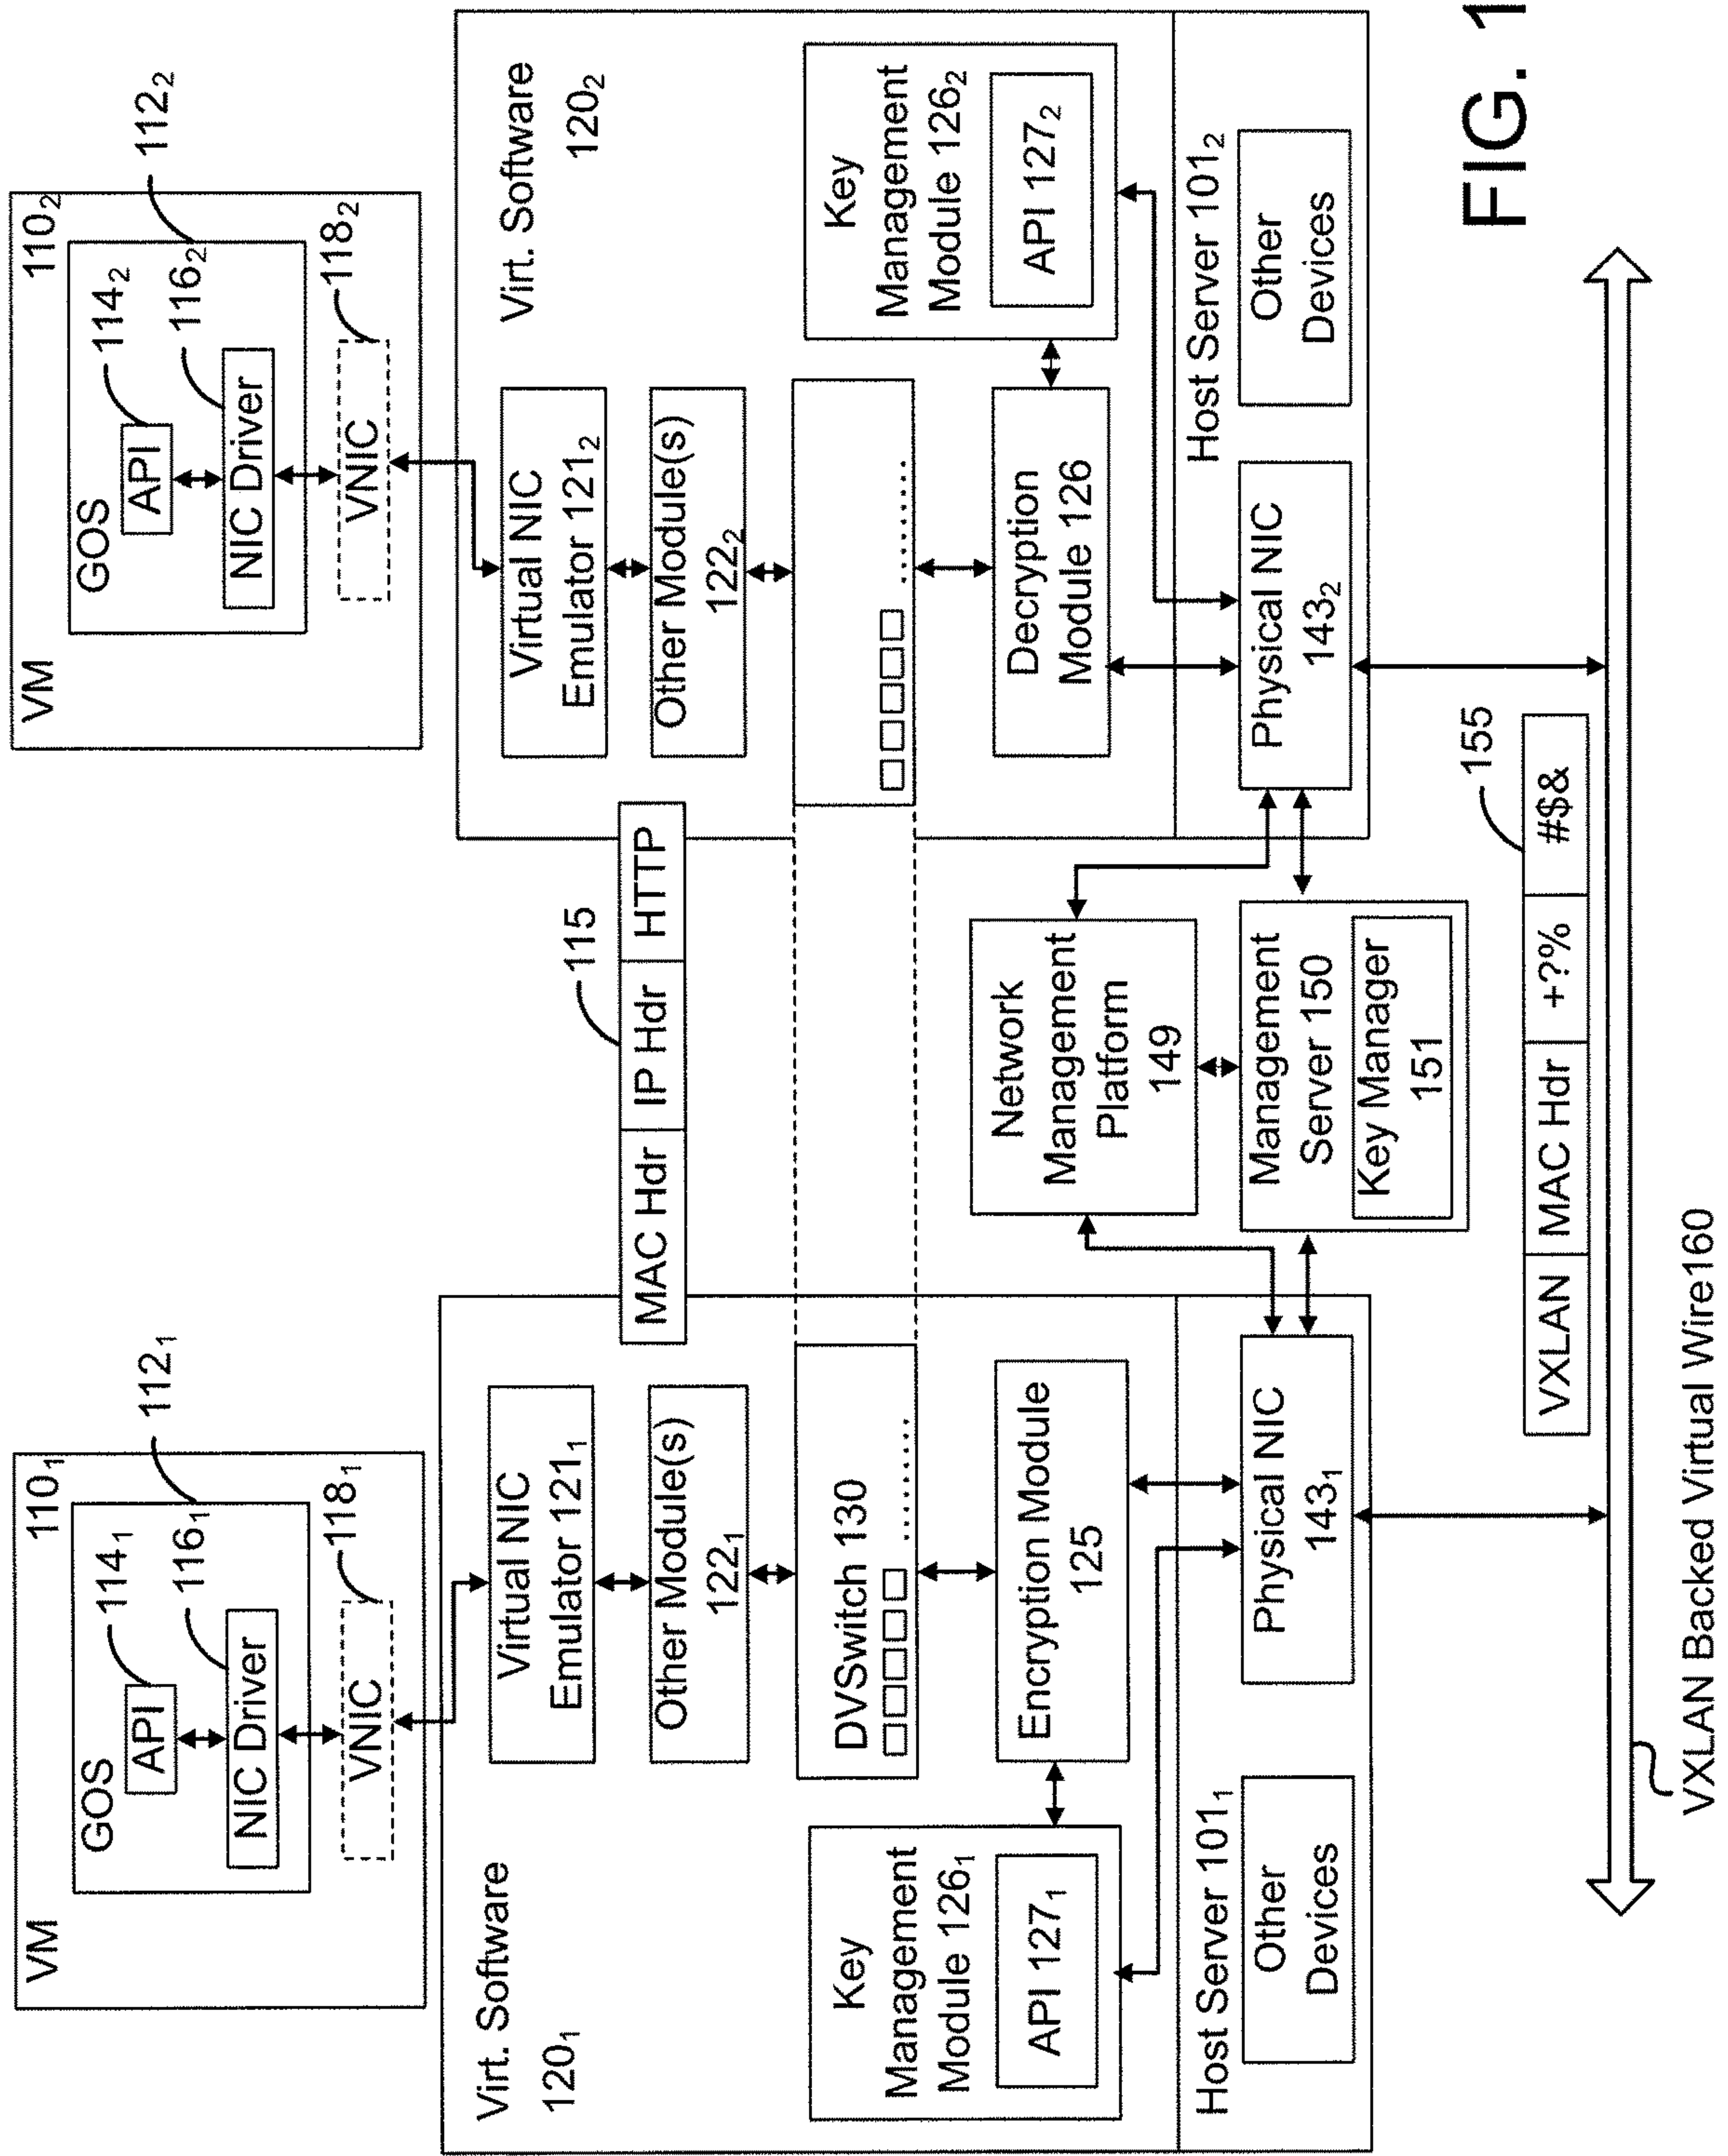 VM
110₁
GOS
112₁
API
114₁
NIC Driver
116₁
VNIC
118₁
Virt. Software
120₁
Virtual NIC
Emulator 121₁
Other Module(s)
122₁
DVSwitch 130
........
Key
Management
Module 126₁
API 127₁
Encryption Module
125
Host Server 101₁
Other
Devices
Physical NIC
143₁
115
MAC Hdr
IP Hdr
HTTP
Network
Management
Platform
149
Management
Server 150
Key Manager
151
VM
110₂
GOS
112₂
API
114₂
NIC Driver
116₂
VNIC
118₂
Virt. Software
120₂
Virtual NIC
Emulator 121₂
Other Module(s)
122₂
........
Decryption
Module 126
Key
Management
Module 126₂
API 127₂
Host Server 101₂
Physical NIC
143₂
Other
Devices
155
VXLAN
MAC Hdr
+?%
#$&
VXLAN Backed Virtual Wire160
FIG. 1